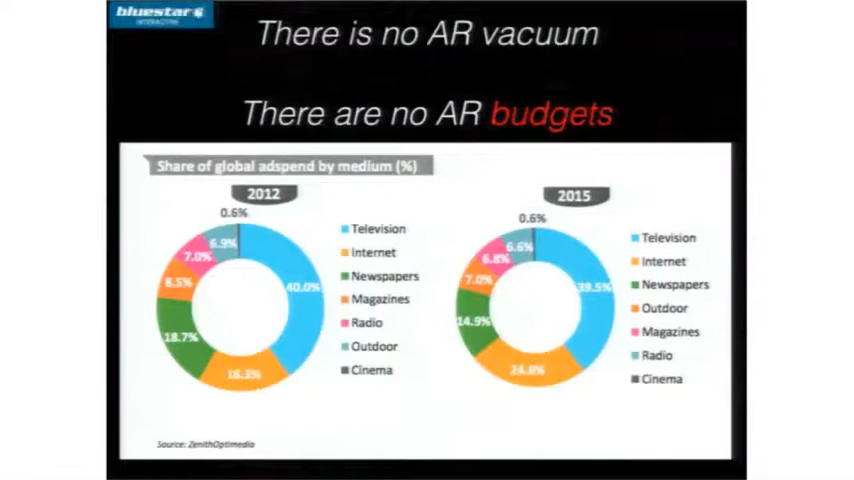 bluestar
INTERACTIVE
There is no AR vacuum
There are no AR budgets
Share of global adspend by medium (%)
2012
0.6%
6.9%
7.0%
8.5%
18.7%
18.3%
40.0%
Television
Internet
Newspapers
Magazines
Radio
Outdoor
Cinema
2015
0.6%
6.6%
6.8%
7.0%
14.9%
24.6%
39.5%
Television
Internet
Newspapers
Outdoor
Magazines
Radio
Cinema
Source: ZenithOptimedia